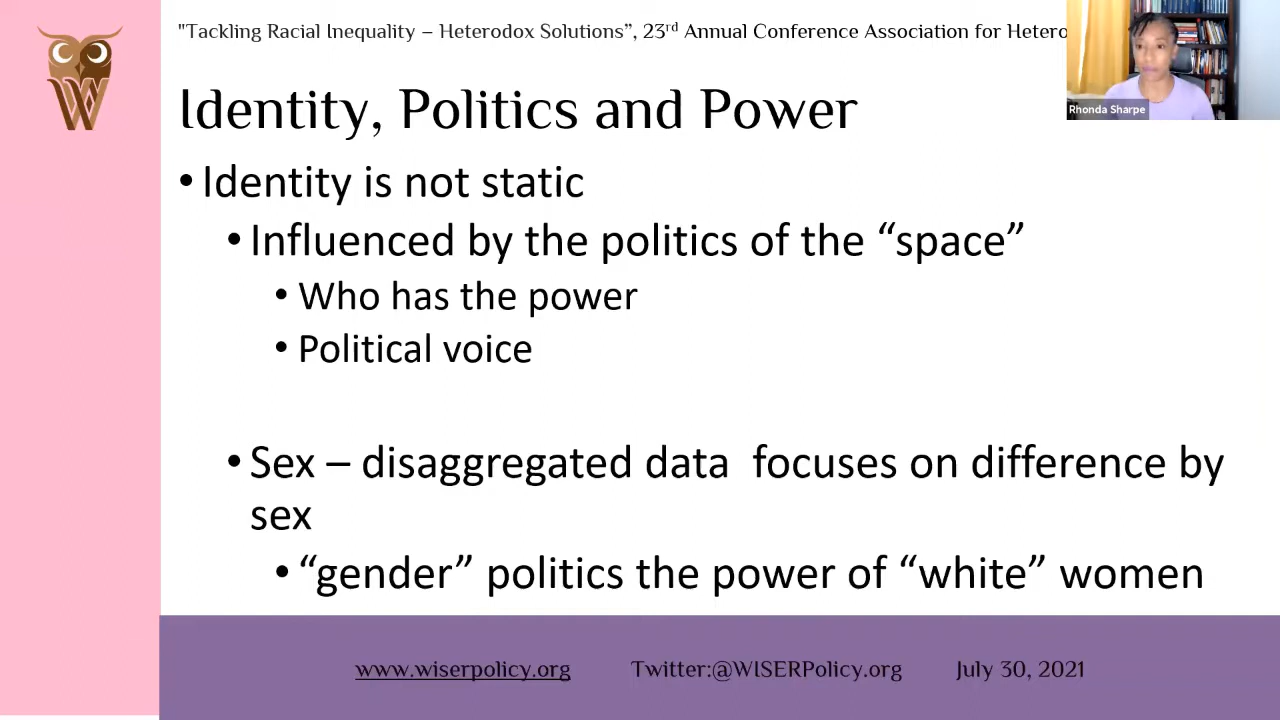 "Tackling Racial Inequality – Heterodox Solutions”, 23rd Annual Conference Association for Hetero
Rhonda Sharpe
W
Identity, Politics and Power
• Identity is not static
• Influenced by the politics of the “space”
• Who has the power
• Political voice
• Sex – disaggregated data focuses on difference by
sex
• “gender” politics the power of “white” women
www.wiserpolicy.org Twitter:@WISERPolicy.org July 30, 2021